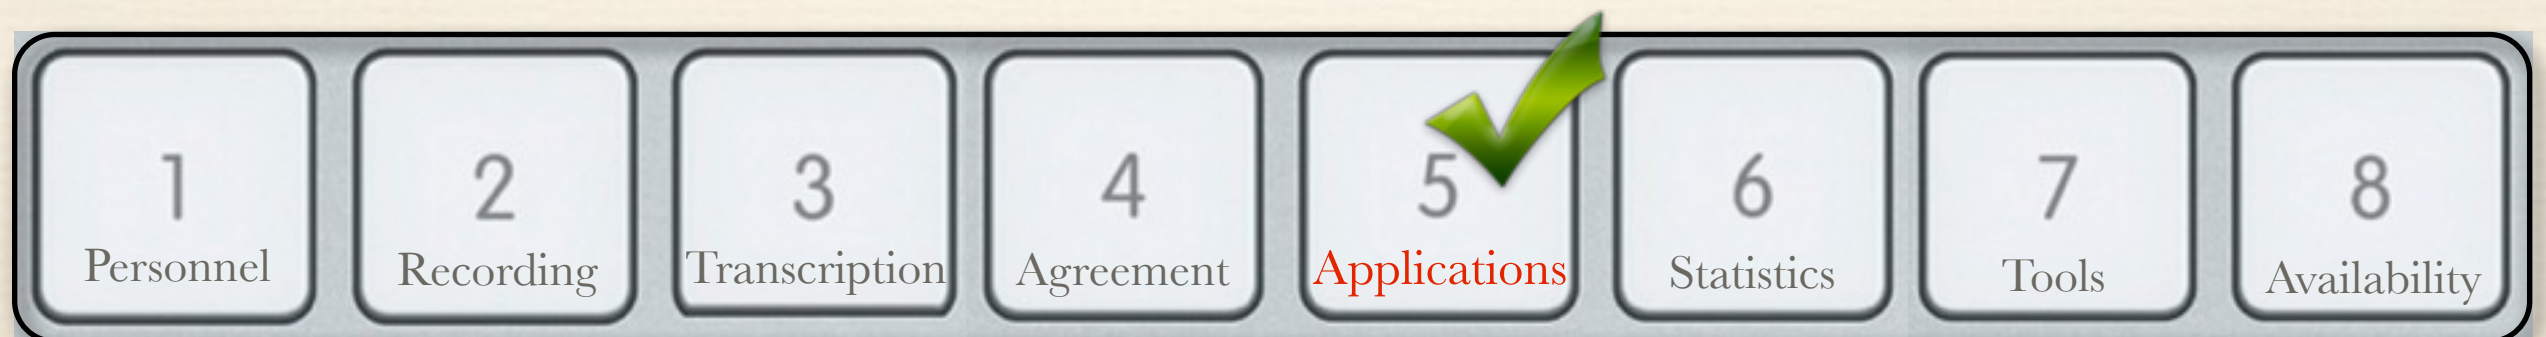 1 2 3 4 5 6 7 8
Personnel Recording Transcription Agreement Applications Statistics Tools Availability